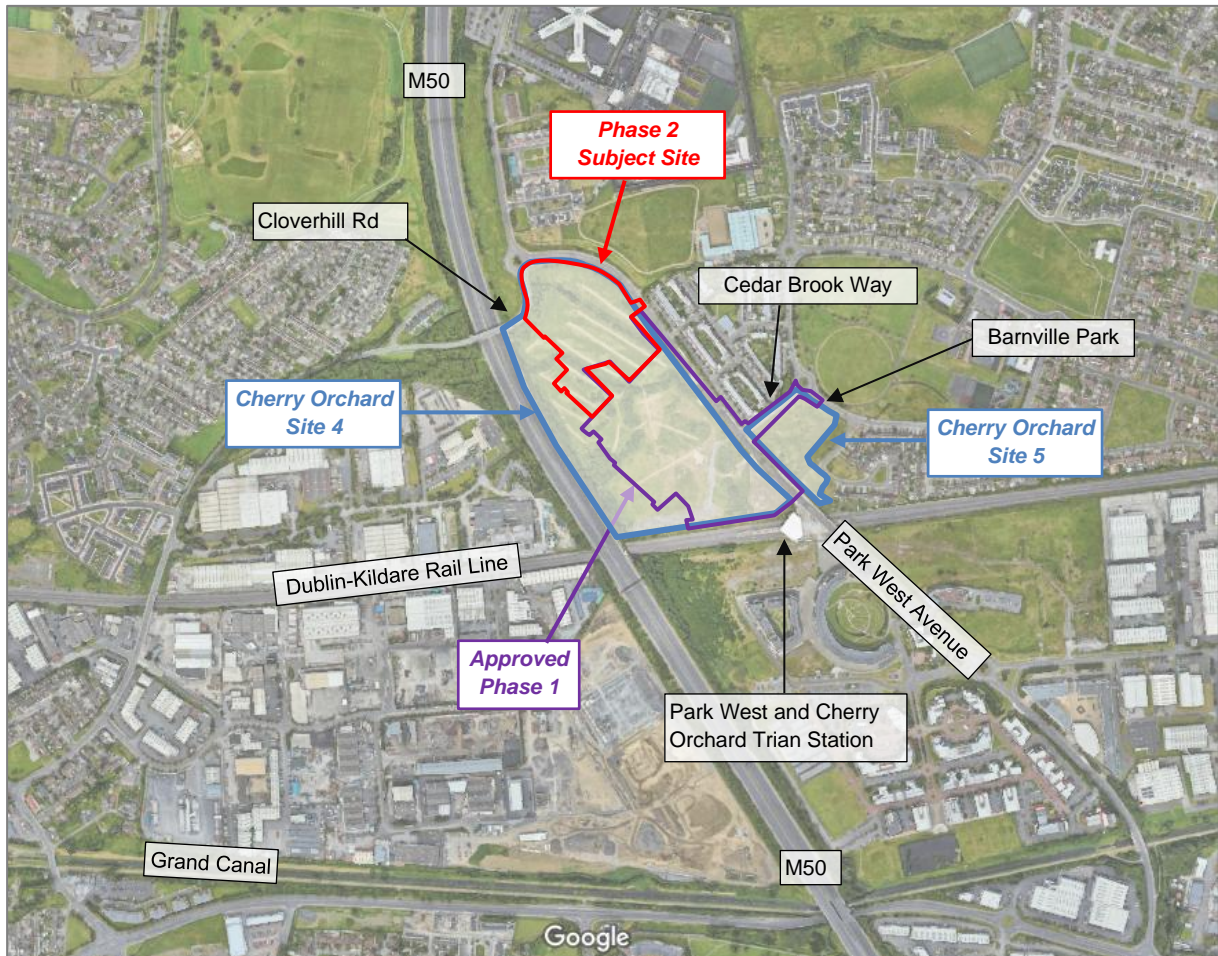 M50
Phase 2
Subject Site
Cloverhill Rd
Cedar Brook Way
Barnville Park
Cherry Orchard
Site 4
Cherry Orchard
Site 5
Dublin-Kildare Rail Line
Park West Avenue
Approved
Phase 1
Park West and Cherry
Orchard Trian Station
Grand Canal
M50
Google